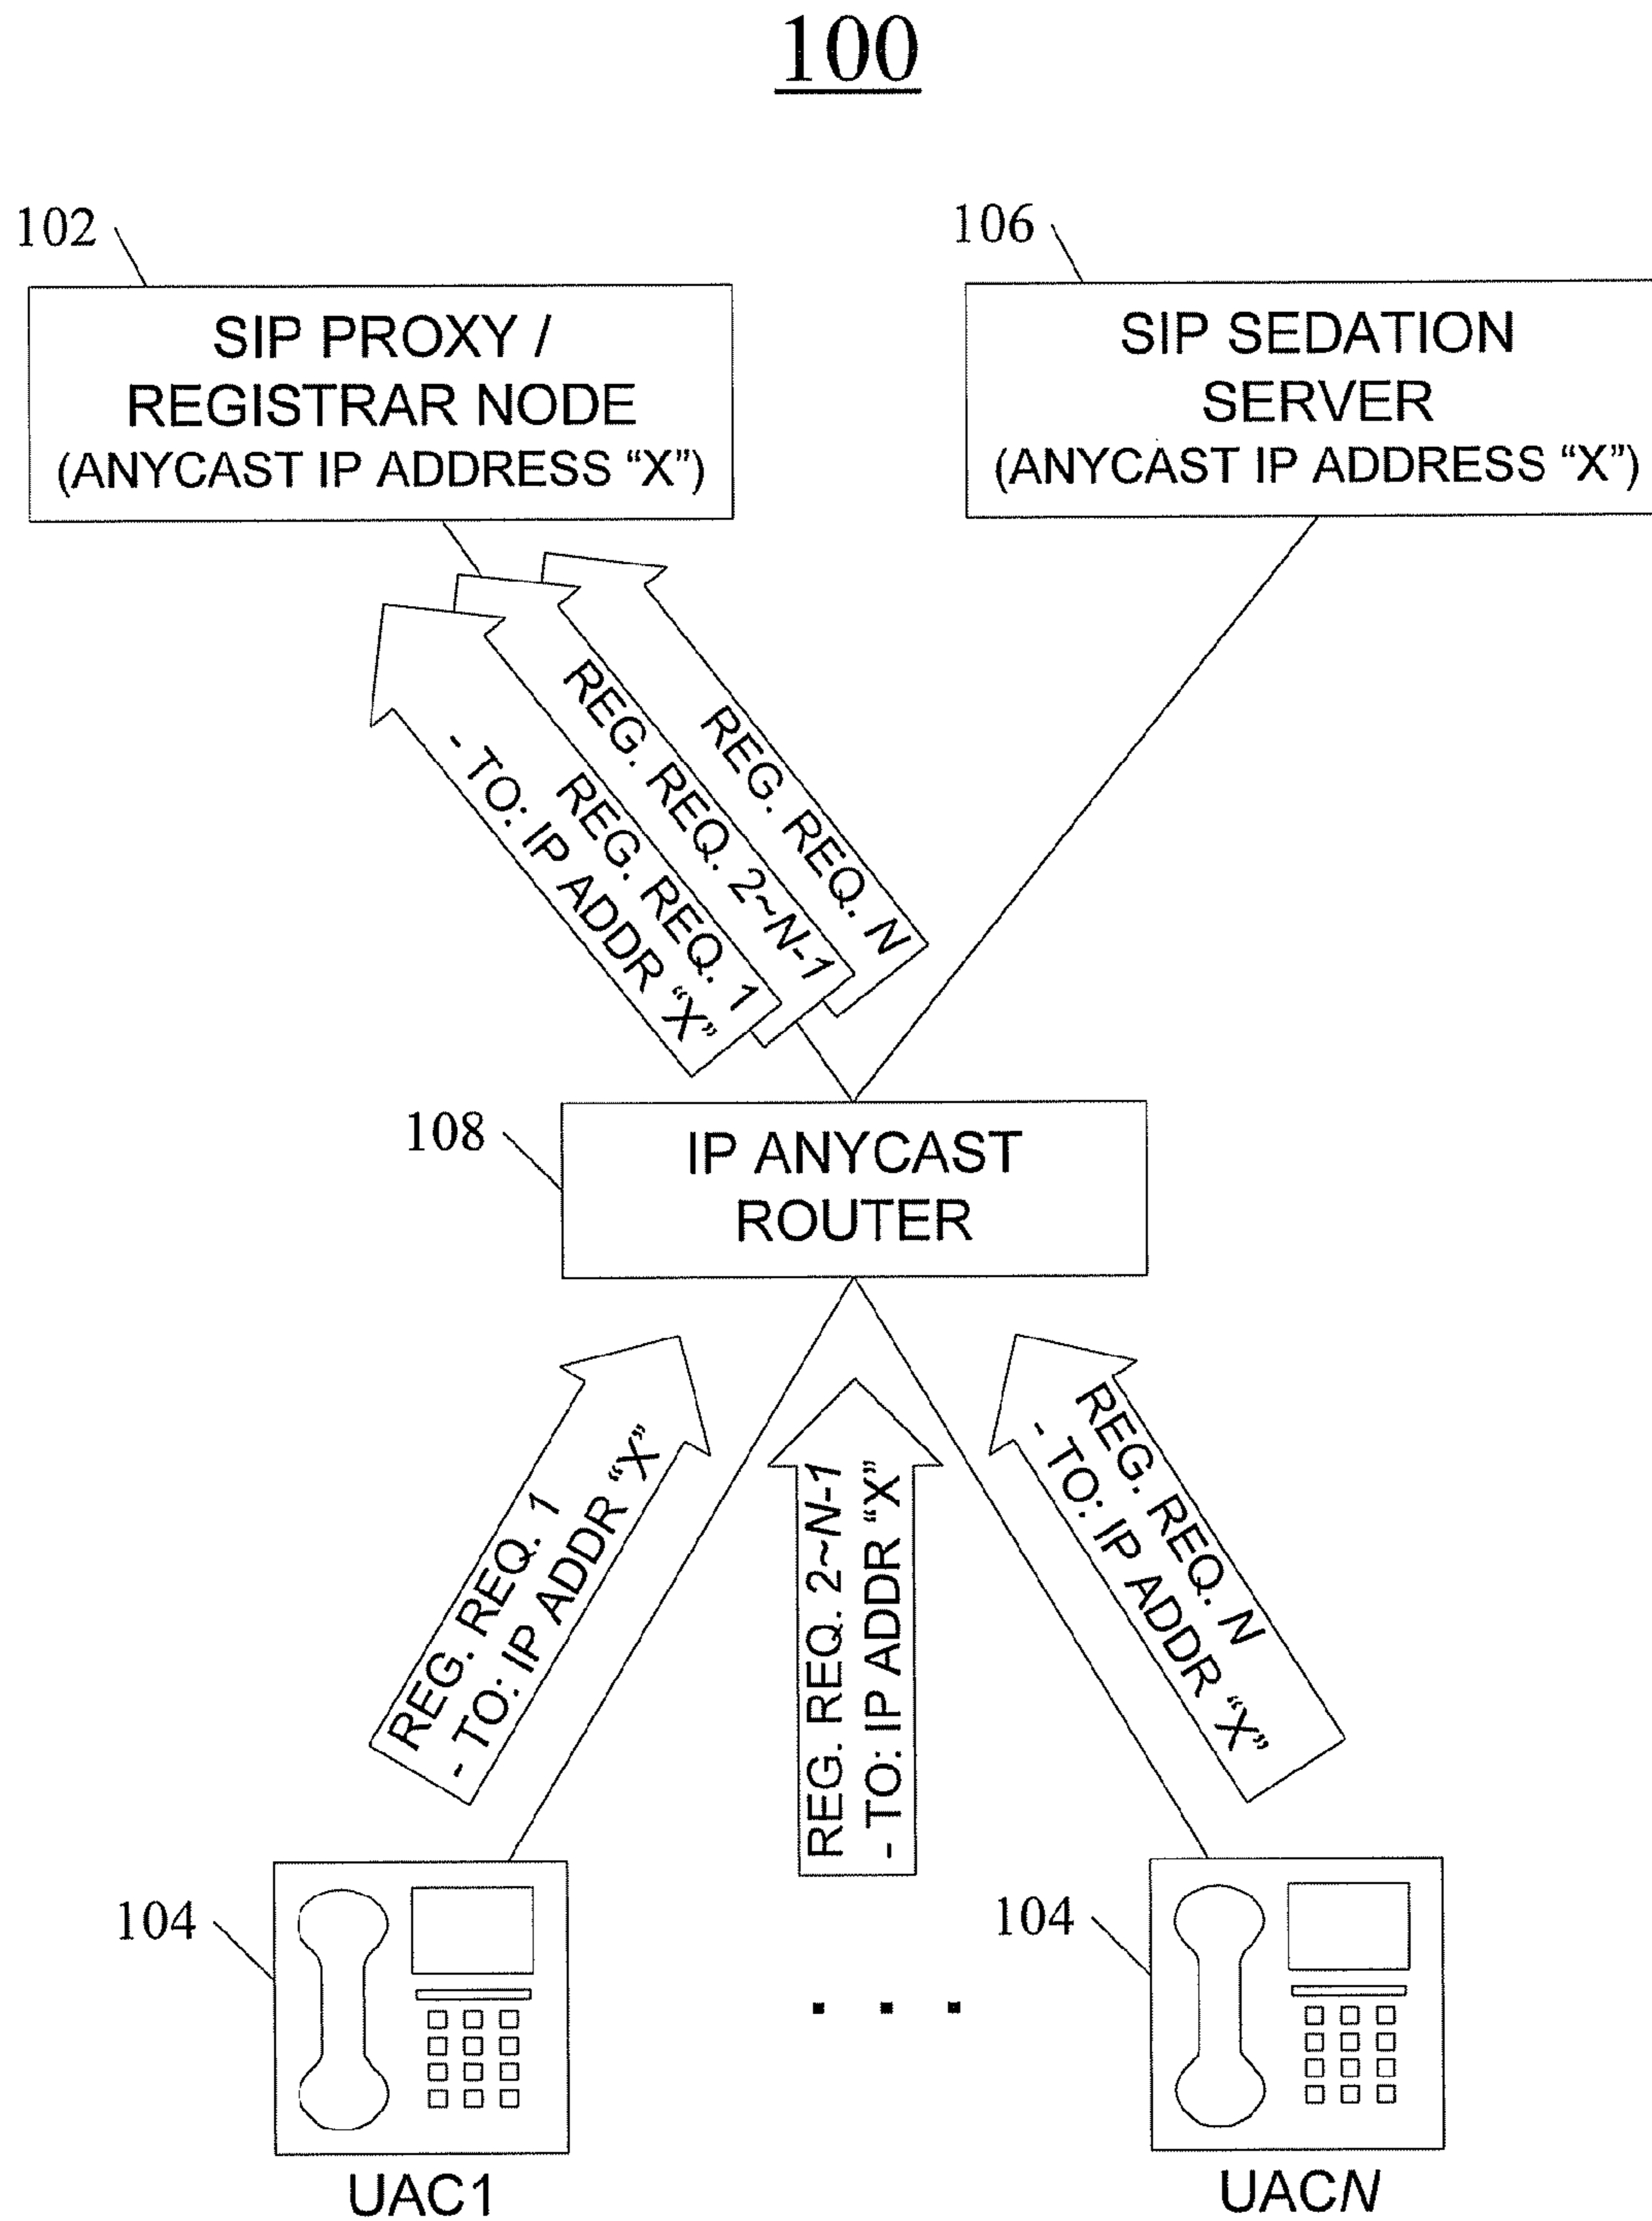 100
102
106
SIP PROXY /
REGISTRAR NODE
(ANYCAST IP ADDRESS “X”)
SIP SEDATION
SERVER
(ANYCAST IP ADDRESS “X”)
REG. REQ. N
REG. REQ. 2~N-1
REG. REQ. 1
- TO: IP ADDR “X”
108
IP ANYCAST
ROUTER
REG. REQ. 1
- TO: IP ADDR “X”
REG. REQ. 2~N-1
- TO: IP ADDR “X”
REG. REQ. N
- TO: IP ADDR “X”
104
104
. . .
UAC1
UACN